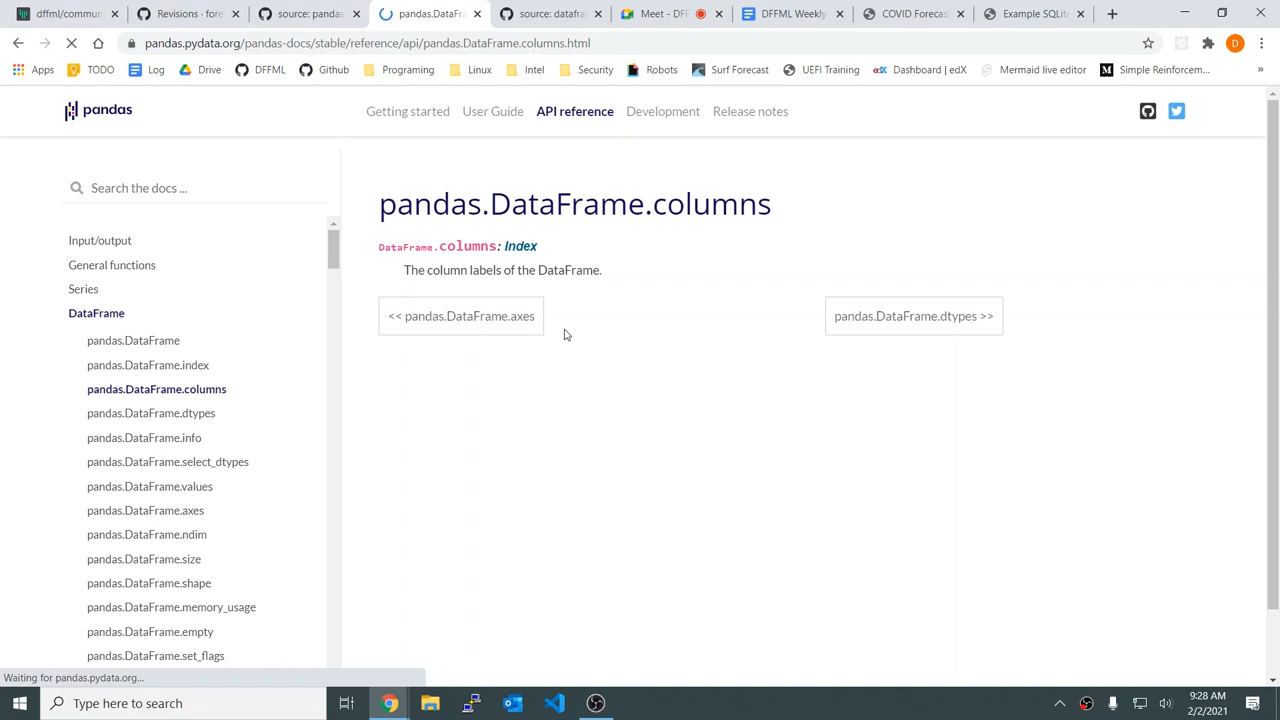 dffml/commun
Revisions · fore
source: pandas
pandas.DataFra
source: datafra
Meet - DFF
DFFML Weekly
COVID Forecas
Example SQLite
pandas.pydata.org/pandas-docs/stable/reference/api/pandas.DataFrame.columns.html
Apps
TODO
Log
Drive
DFFML
Github
Programing
Linux
Intel
Security
Robots
Surf Forecast
UEFI Training
edX
Dashboard | edX
Mermaid live editor
Simple Reinforcem...
»
pandas
Getting started
User Guide
API reference
Development
Release notes
Search the docs ...
Input/output
General functions
Series
DataFrame
pandas.DataFrame
pandas.DataFrame.index
pandas.DataFrame.columns
pandas.DataFrame.dtypes
pandas.DataFrame.info
pandas.DataFrame.select_dtypes
pandas.DataFrame.values
pandas.DataFrame.axes
pandas.DataFrame.ndim
pandas.DataFrame.size
pandas.DataFrame.shape
pandas.DataFrame.memory_usage
pandas.DataFrame.empty
pandas.DataFrame.set_flags
pandas.DataFrame.columns
DataFrame.columns: Index
The column labels of the DataFrame.
<< pandas.DataFrame.axes
pandas.DataFrame.dtypes >>
Waiting for pandas.pydata.org...
Type here to search
9:28 AM
2/2/2021